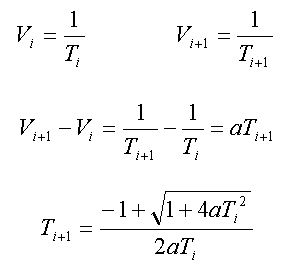 V_i = 1/T_i    V_{i+1} = 1/T_{i+1}
V_{i+1} − V_i = 1/T_{i+1} − 1/T_i = aT_{i+1}
T_{i+1} = (−1 + √(1 + 4aT_i^2)) / (2aT_i)